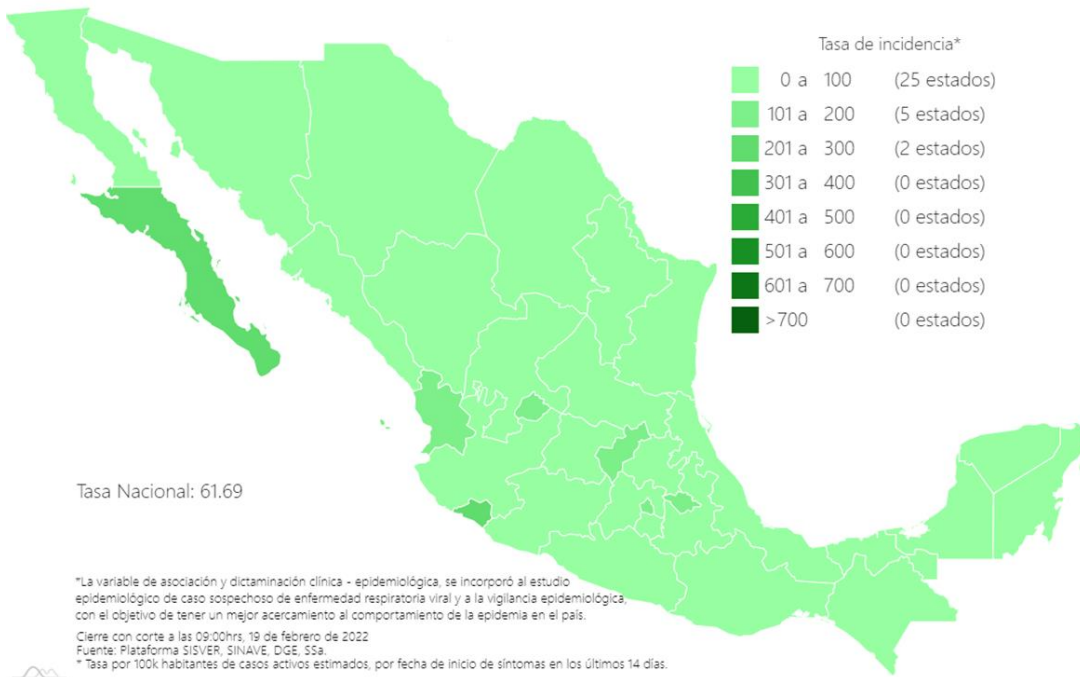 Tasa de incidencia*
0 a 100 (25 estados)
101 a 200 (5 estados)
201 a 300 (2 estados)
301 a 400 (0 estados)
401 a 500 (0 estados)
501 a 600 (0 estados)
601 a 700 (0 estados)
>700 (0 estados)
Tasa Nacional: 61.69
*La variable de asociación y dictaminación clínica - epidemiológica, se incorporó al estudio
epidemiológico de caso sospechoso de enfermedad respiratoria viral y a la vigilancia epidemiológica,
con el objetivo de tener un mejor acercamiento al comportamiento de la epidemia en el país.
Cierre con corte a las 09:00hrs, 19 de febrero de 2022
Fuente: Plataforma SISVER, SINAVE, DGE, SSa.
* Tasa por 100k habitantes de casos activos estimados, por fecha de inicio de síntomas en los últimos 14 días.